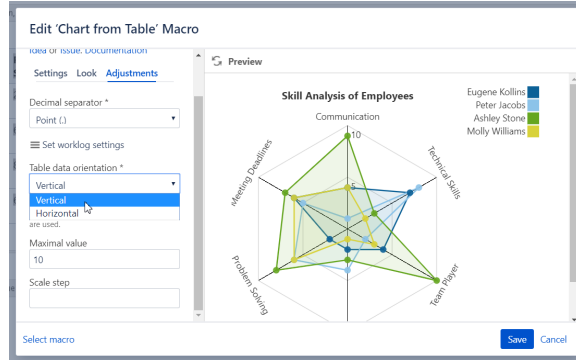 Edit 'Chart from Table' Macro
Idea or Issue. Documentation
Settings Look Adjustments
Decimal separator *
Point (.)
Set worklog settings
Table data orientation *
Vertical
Vertical
Horizontal
are used.
Maximal value
10
Scale step
Preview
Skill Analysis of Employees
Eugene Kollins
Peter Jacobs
Ashley Stone
Molly Williams
Communication
Technical Skills
Team Player
Problem Solving
Meeting Deadlines
10
5
Select macro
Save Cancel